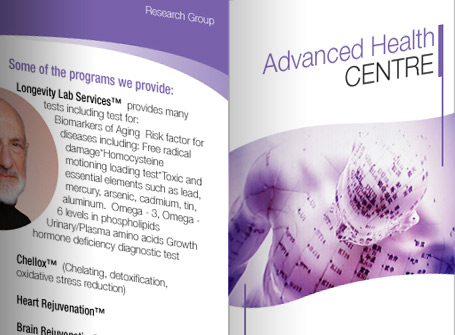 Research Group
Some of the programs we provide:
Longevity Lab Services™ provides many
tests including test for:
Biomarkers of Aging Risk factor for
diseases including: Free radical
damage*Homocysteine
motioning loading test*Toxic and
essential elements such as lead,
mercury, arsenic, cadmium, tin,
aluminum. Omega - 3, Omega -
6 levels in phospholipids
Urinary/Plasma amino acids Growth
hormone deficiency diagnostic test
Chellox™ (Chelating, detoxification,
oxidative stress reduction)
Heart Rejuvenation™
Brain Rejuvenation™
Advanced Health
CENTRE